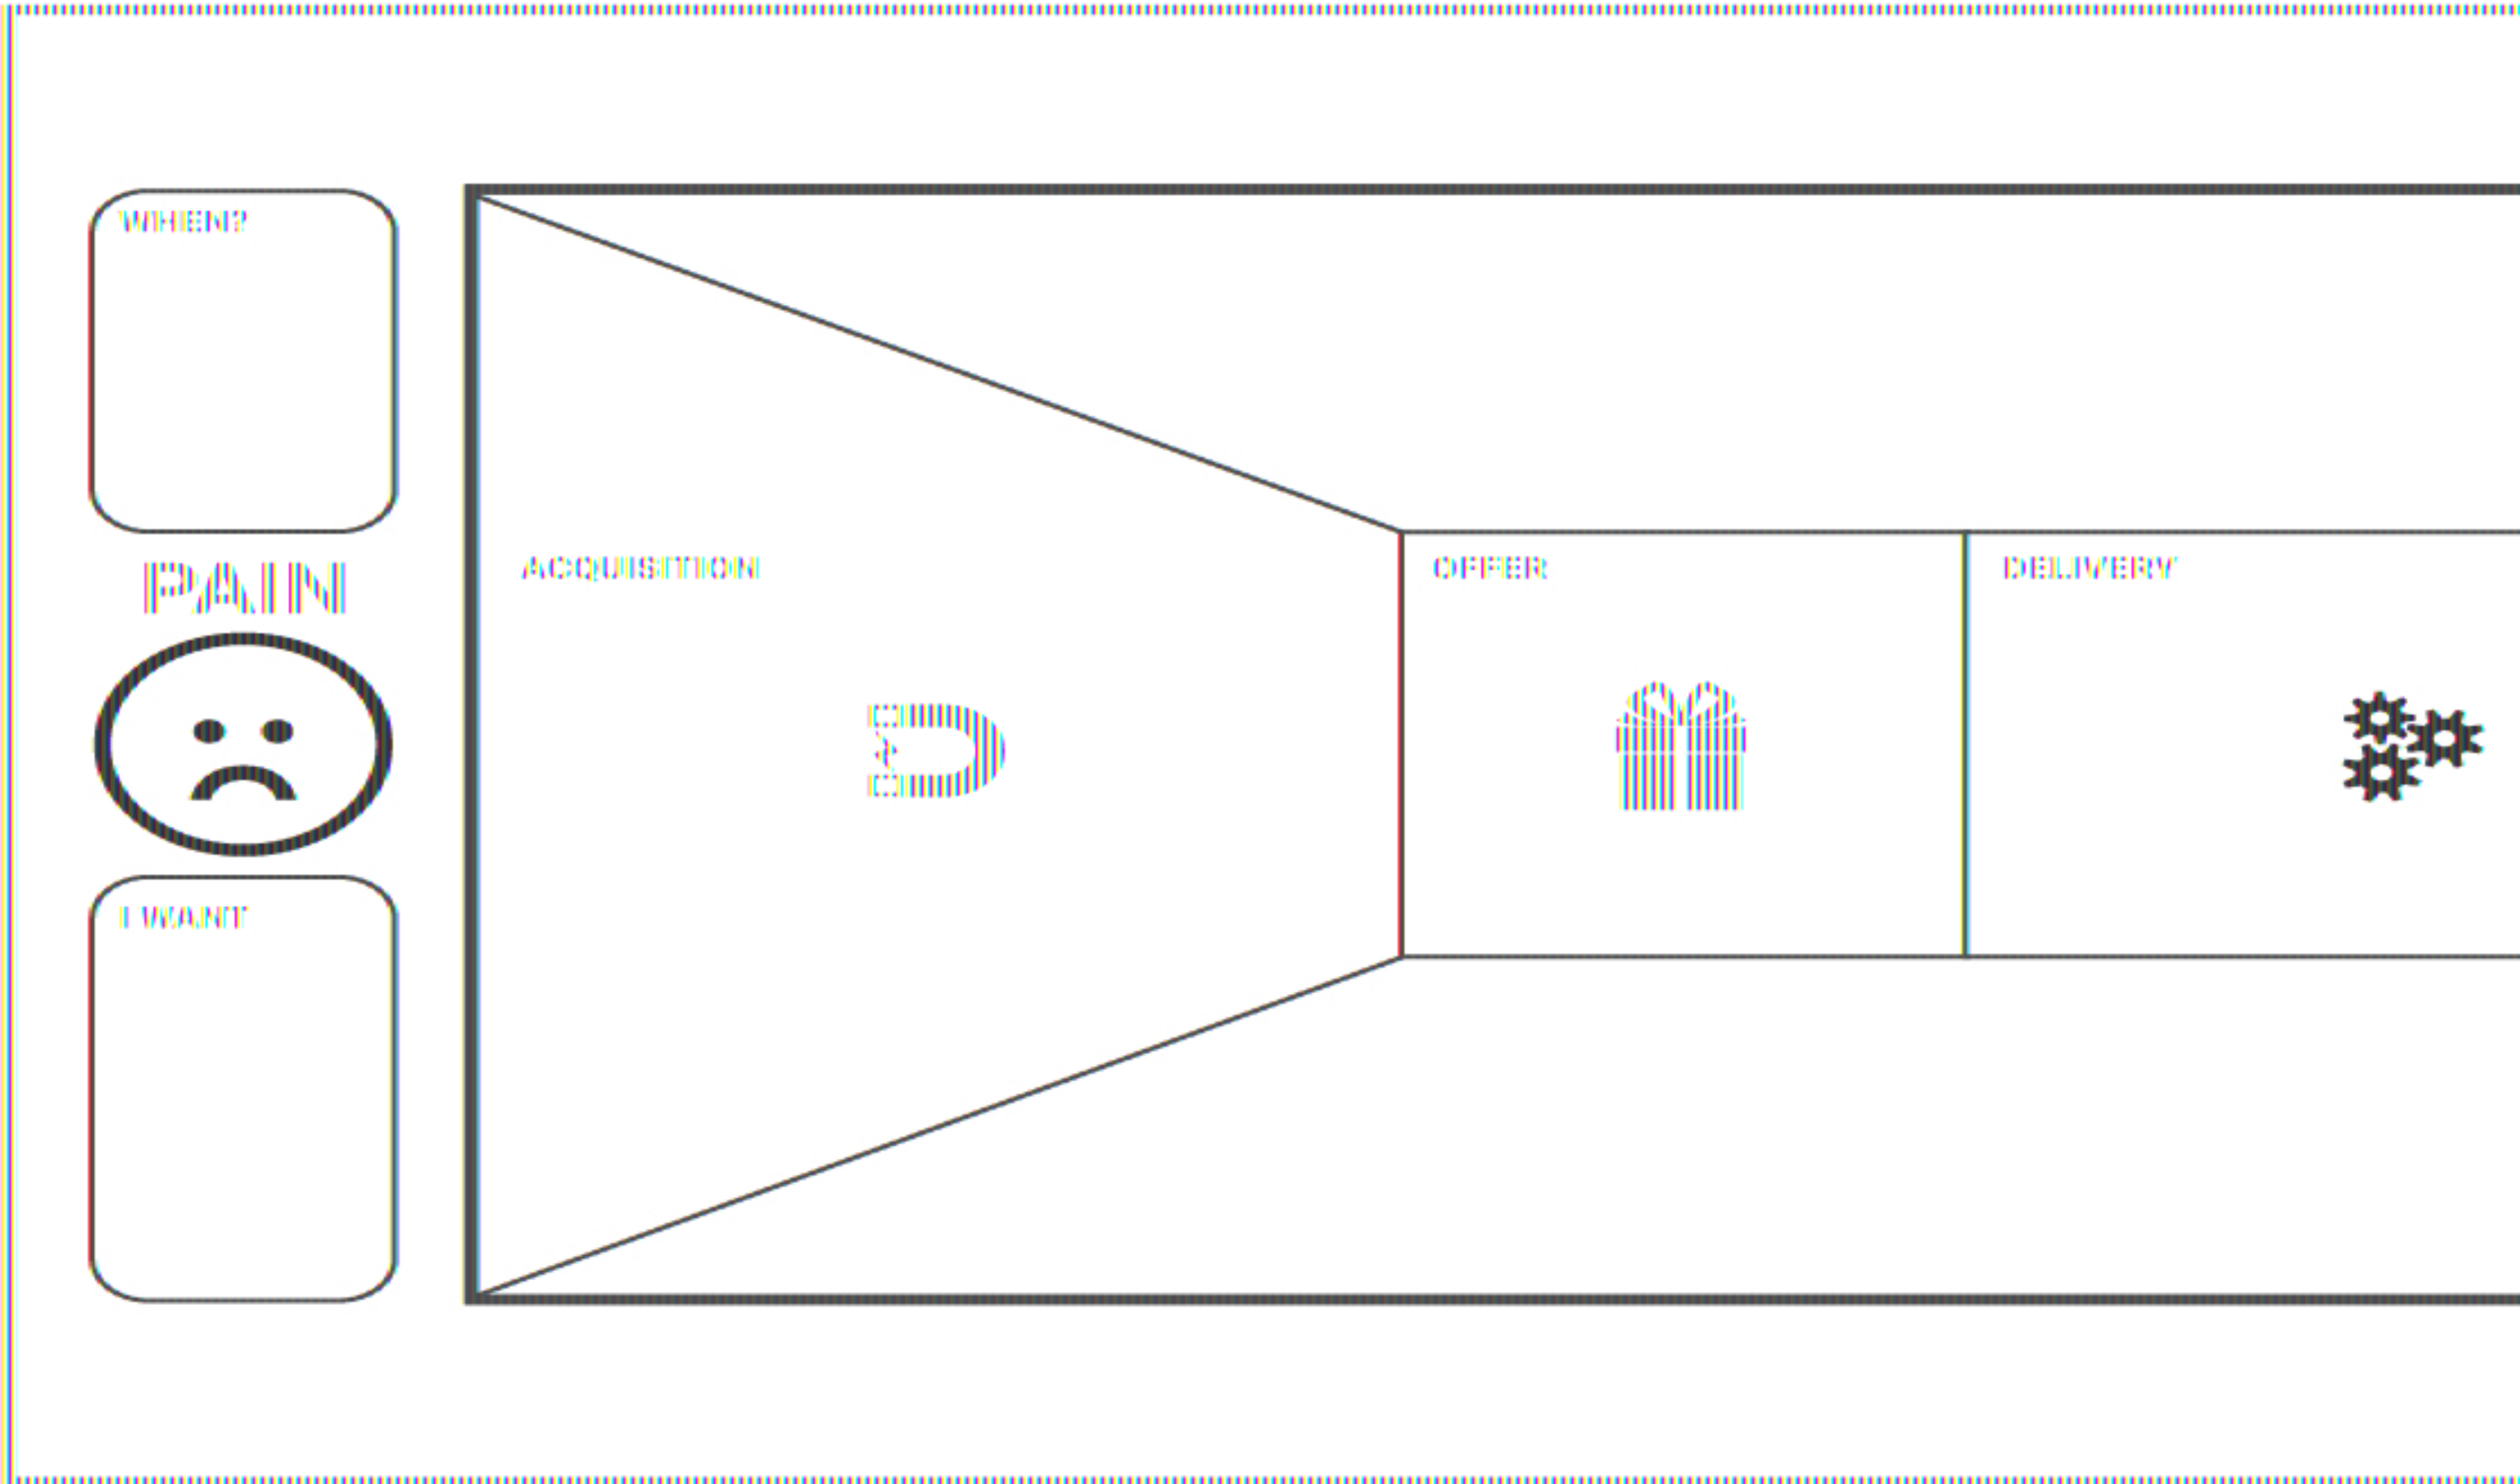 WHEN?
PAIN
I WANT
ACQUISITION
OFFER
DELIVERY